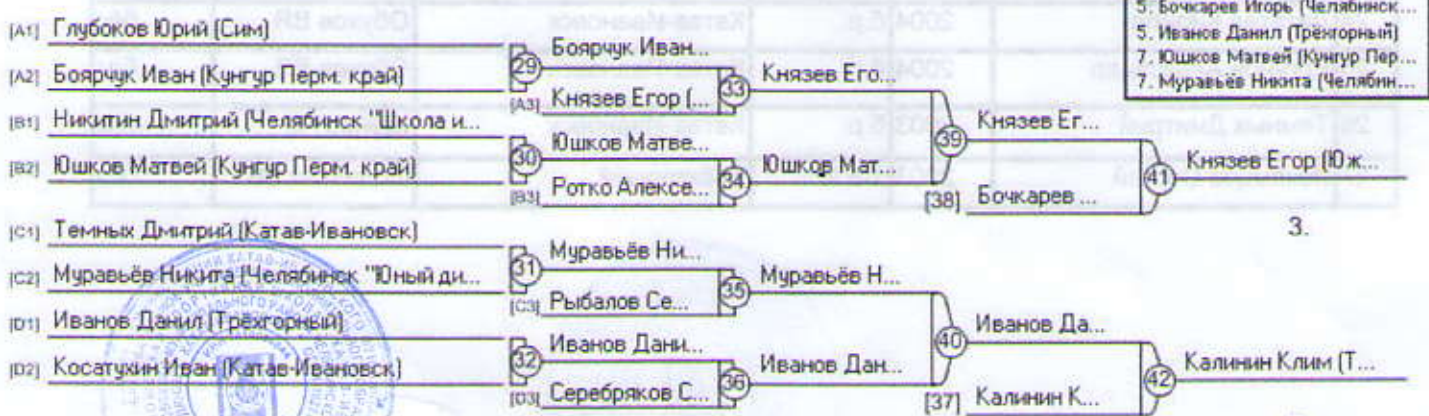 5. Бочкарев Игорь (Челябинск...
5. Иванов Данил (Трёхгорный)
7. Юшков Матвей (Кунгур Пер...
7. Муравьёв Никита (Челябин...
[A1] Глубоков Юрий (Сим)
29 Боярчук Иван...
[A2] Боярчук Иван (Кунгур Перм. край)
33 Князев Его...
[A3] Князев Егор (...
[B1] Никитин Дмитрий (Челябинск "Школа и...
39 Князев Ег...
30 Юшков Матве...
[B2] Юшков Матвей (Кунгур Перм. край)
34 Юшков Мат...
41 Князев Егор (Юж...
[B3] Ротко Алексе...
[38] Бочкарев ...
3.
[C1] Темных Дмитрий (Катав-Ивановск)
31 Муравьёв Ни...
[C2] Муравьёв Никита (Челябинск "Юный ди...
35 Муравьёв Н...
[C3] Рыбалов Се...
[D1] Иванов Данил (Трёхгорный)
40 Иванов Да...
32 Иванов Дани...
[D2] Косатухин Иван (Катав-Ивановск)
36 Иванов Дан...
42 Калинин Клим (Т...
[D3] Серебряков С...
[37] Калинин К...